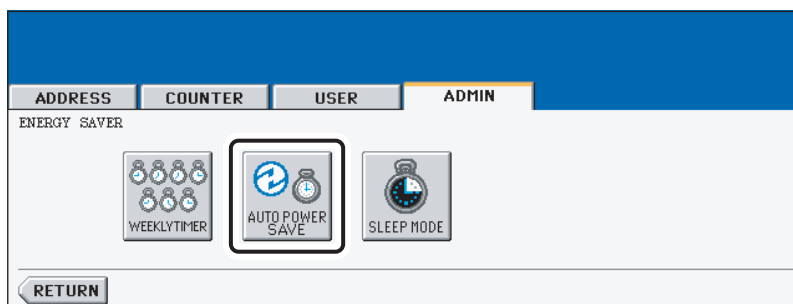 ADDRESS COUNTER USER ADMIN
ENERGY SAVER
WEEKLYTIMER AUTO POWER SAVE SLEEP MODE
RETURN